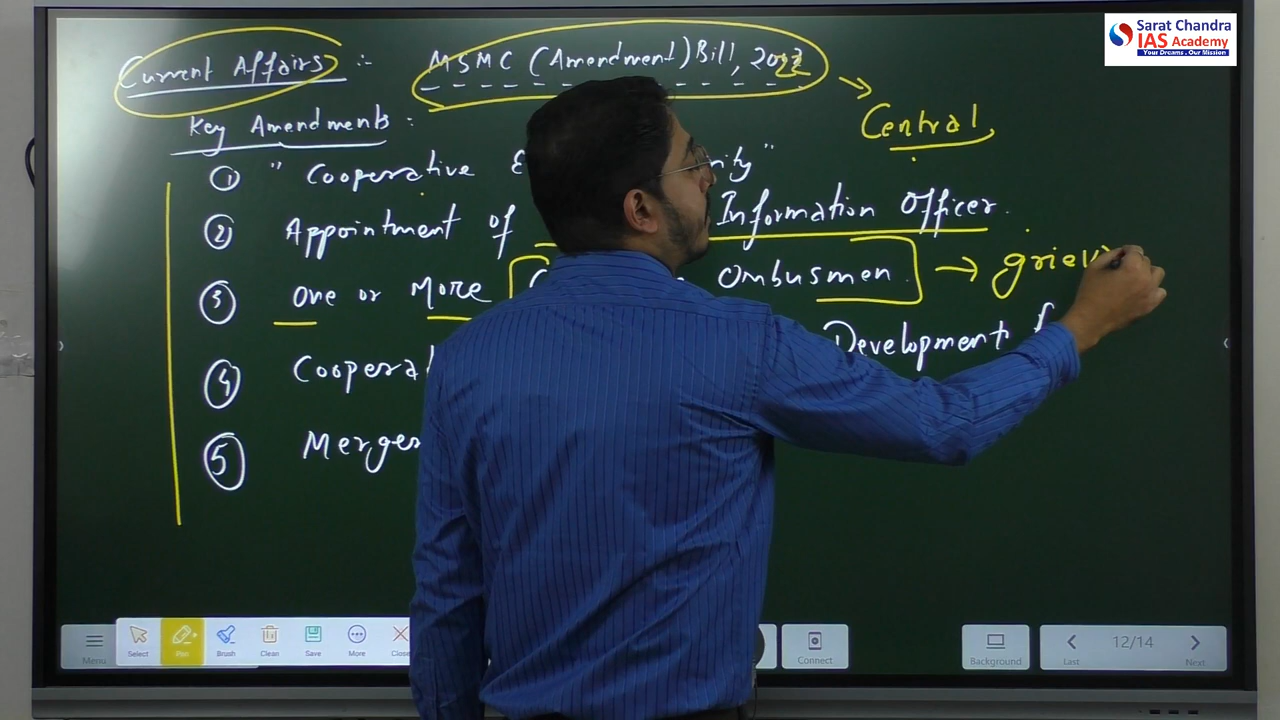 Sarat Chandra
IAS Academy
Your Dreams . Our Mission
Current Affairs :- MSMC (Amendment) Bill, 2022
Central
Key Amendments :
① " Cooperative E rity"
② Appointment of Information Officer.
③ One or More Ombusmen → griev
④ Cooperat Development f
⑤ Merger
Menu
Select
Pen
Brush
Clean
Save
More
Close
Connect
Background
Last
12/14
Next